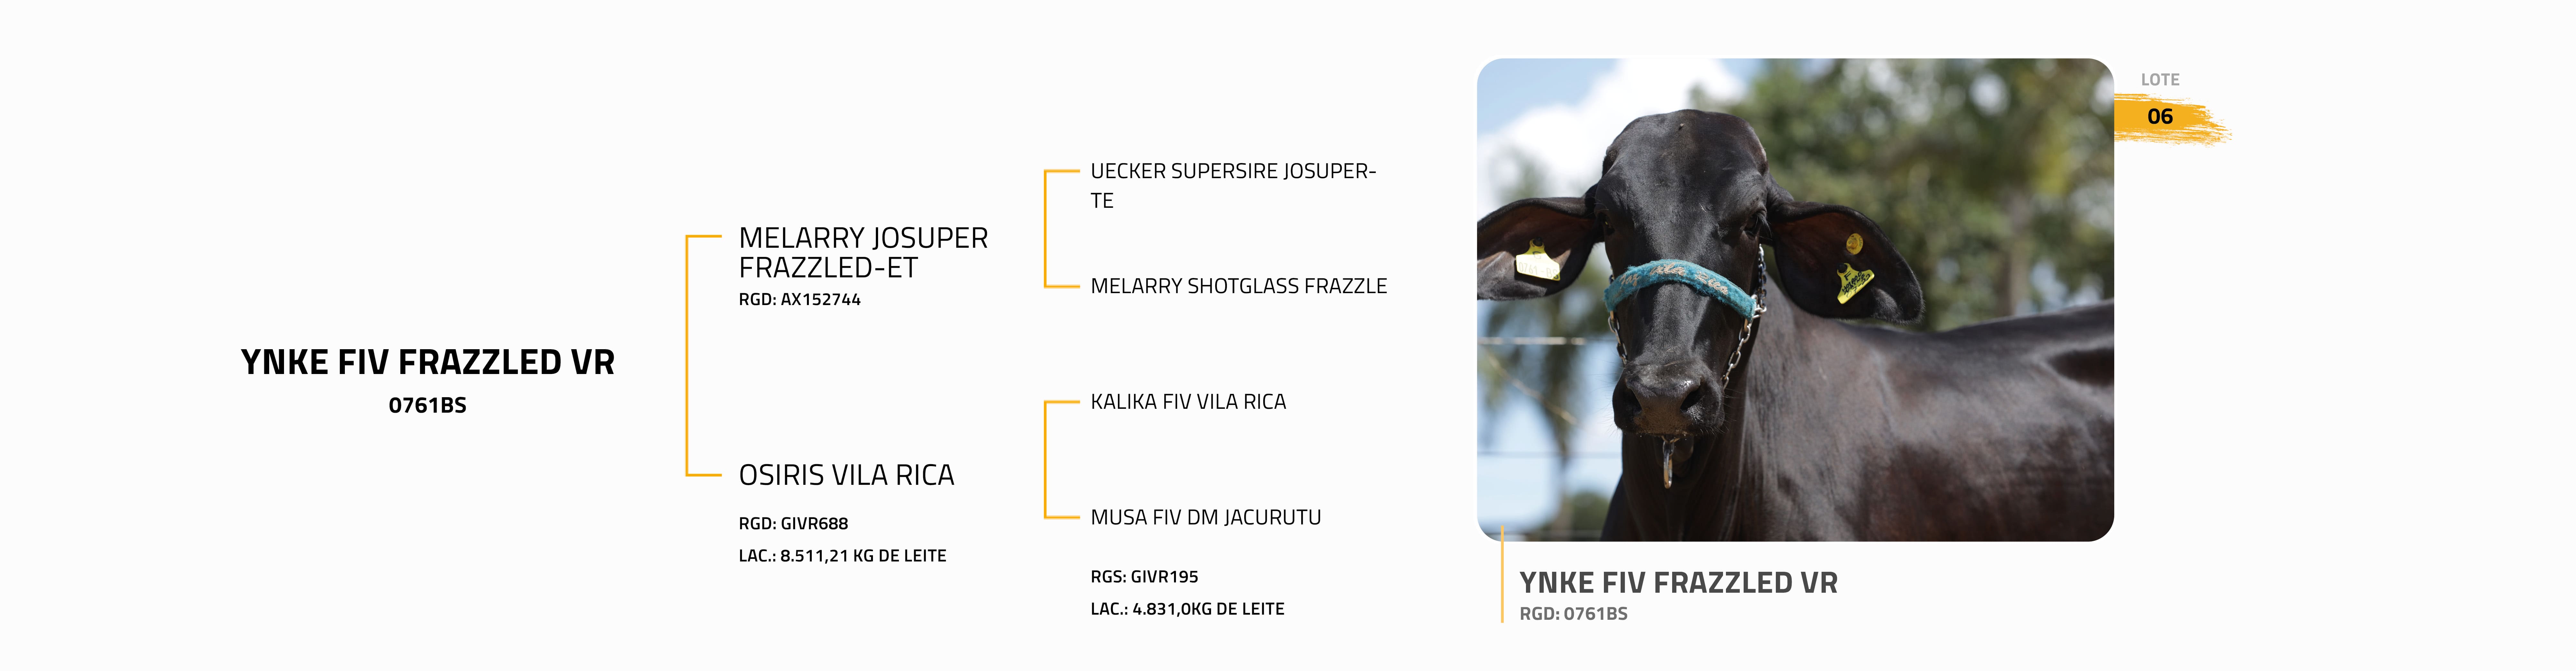 YNKE FIV FRAZZLED VR
0761BS
MELARRY JOSUPER
FRAZZLED-ET
RGD: AX152744
OSIRIS VILA RICA
RGD: GIVR688
LAC.: 8.511,21 KG DE LEITE
UECKER SUPERSIRE JOSUPER-
TE
MELARRY SHOTGLASS FRAZZLE
KALIKA FIV VILA RICA
MUSA FIV DM JACURUTU
RGS: GIVR195
LAC.: 4.831,0KG DE LEITE
LOTE
06
YNKE FIV FRAZZLED VR
RGD: 0761BS